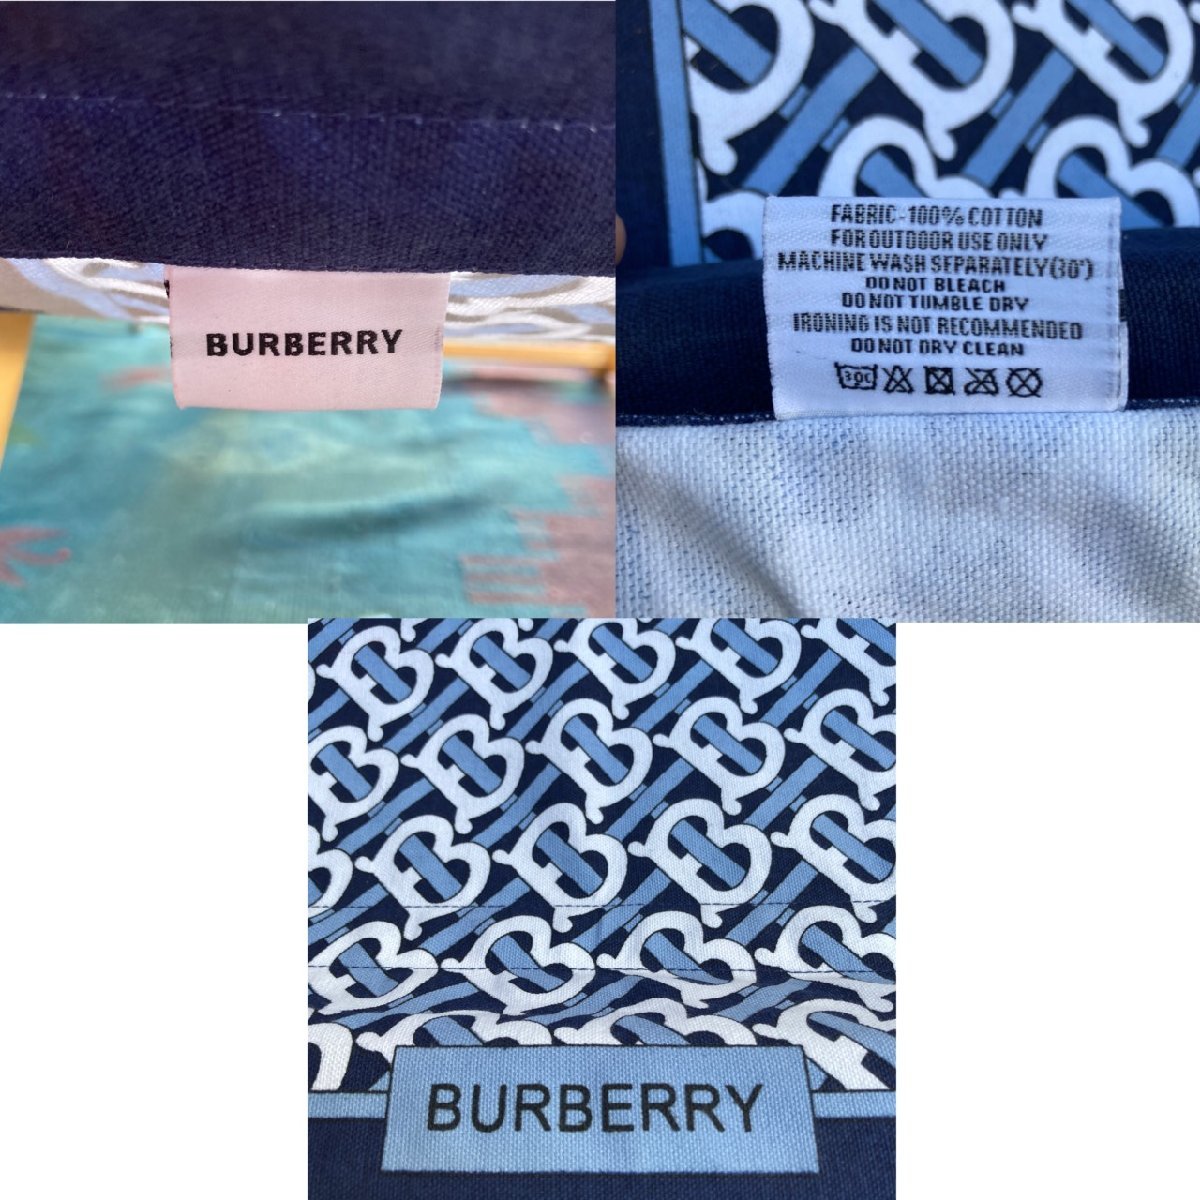 BURBERRY
FABRIC-100% COTTON
FOR OUTDOOR USE ONLY
MACHINE WASH SEPARATELY(30°)
DO NOT BLEACH
DO NOT TUMBLE DRY
IRONING IS NOT RECOMMENDED
DO NOT DRY CLEAN
30C
BURBERRY